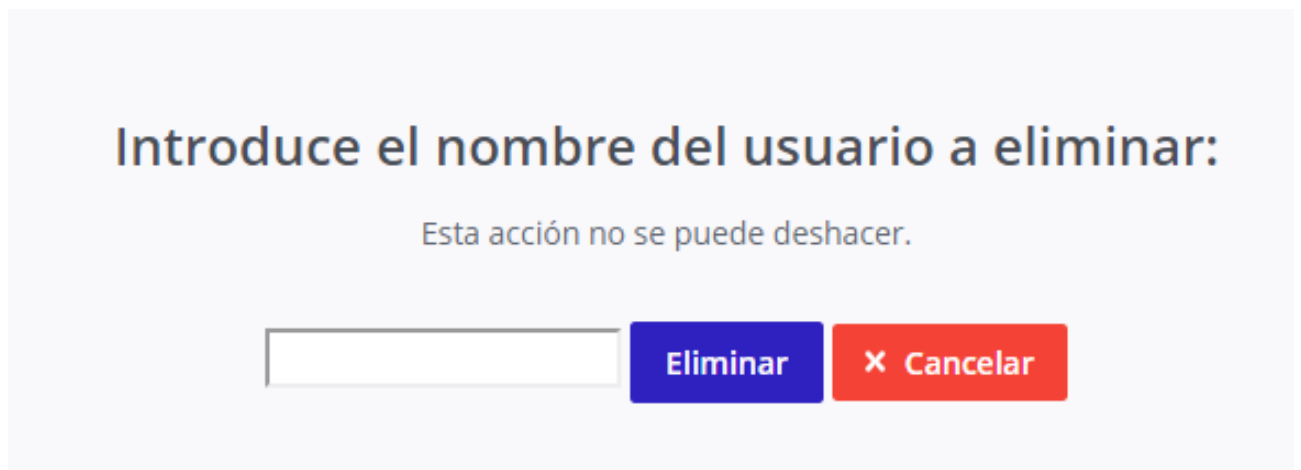 Introduce el nombre del usuario a eliminar:
Esta acción no se puede deshacer.
Eliminar × Cancelar